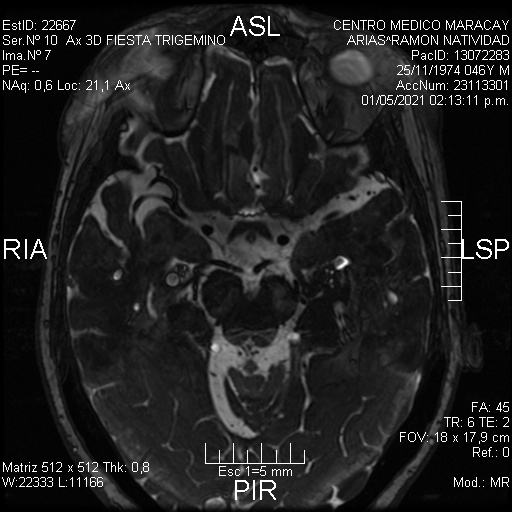 EstID: 22667
Ser.Nº 10  Ax 3D FIESTA TRIGEMINO
Ima.Nº 7
PE= --
NAq: 0,6 Loc: 21,1 Ax
ASL
CENTRO MEDICO MARACAY
ARIAS^RAMON NATIVIDAD
PacID: 13072283
25/11/1974 046Y M
AccNum: 23113301
01/05/2021 02:13:11 p.m.
RIA
LSP
FA: 45
TR: 6 TE: 2
FOV: 18 x 17,9 cm
Ref.: 0
Matriz 512 x 512 Thk: 0,8
W:22333 L:11166
Esc 1=5 mm
PIR
Mod.: MR